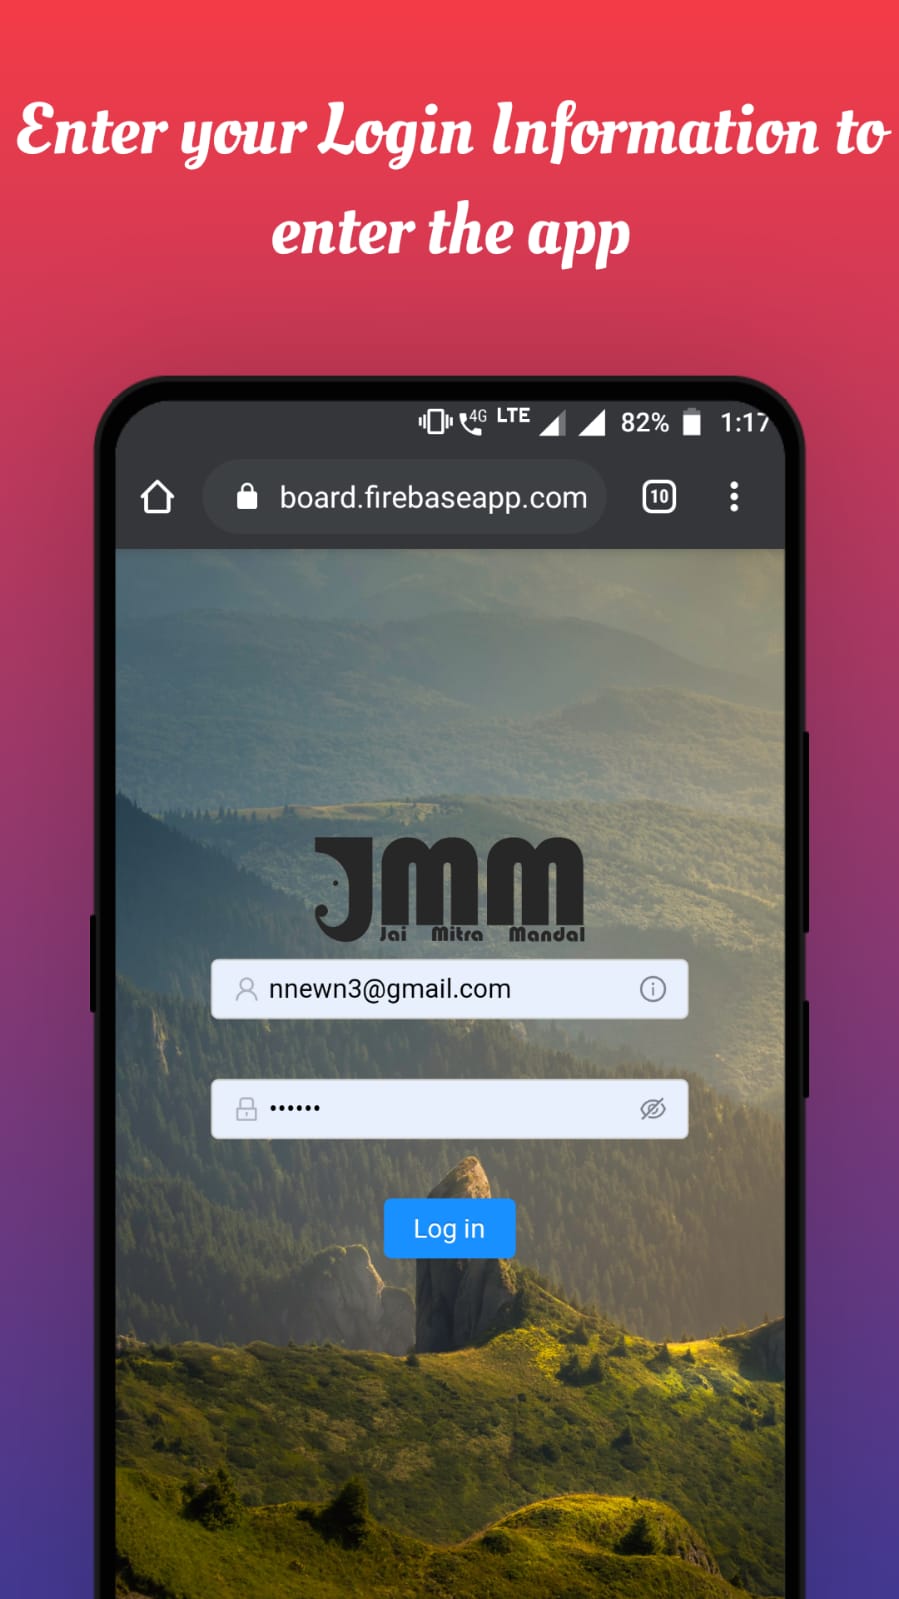 Enter your Login Information to
enter the app
4G LTE 82% 1:17
board.firebaseapp.com 10
JMM
Jai Mitra Mandal
nnewn3@gmail.com
••••••
Log in